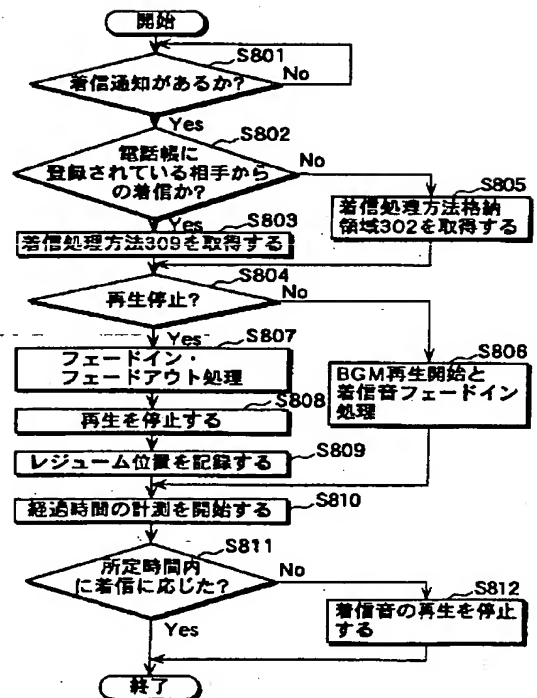 開始
S801
着信通知があるか?
No
Yes
S802
電話帳に
登録されている相手から
の着信か?
No
Yes
S803
着信処理方法309を取得する
S805
着信処理方法格納
領域302を取得する
S804
再生停止?
No
Yes
S807
フェードイン・
フェードアウト処理
S806
BGM再生開始と
着信音フェードイン
処理
S808
再生を停止する
S809
レジューム位置を記録する
S810
経過時間の計測を開始する
S811
所定時間内
に着信に応じた?
No
Yes
S812
着信音の再生を停止
する
終了